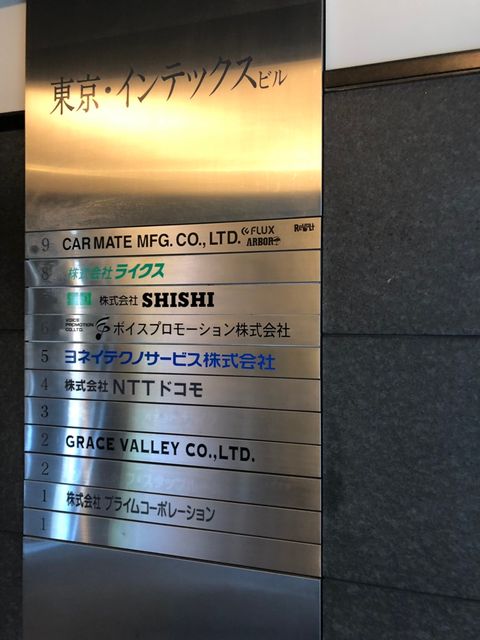 東京・インテックスビル
9 CAR MATE MFG. CO., LTD. FLUX ARBOR
8 株式会社ライクス
株式会社 SHISHI
6 VOICE PROMOTION CO.,LTD ボイスプロモーション株式会社
5 ヨネイテクノサービス株式会社
4 株式会社 NTTドコモ
3
2 GRACE VALLEY CO.,LTD.
2
1 株式会社 プライムコーポレーション
1